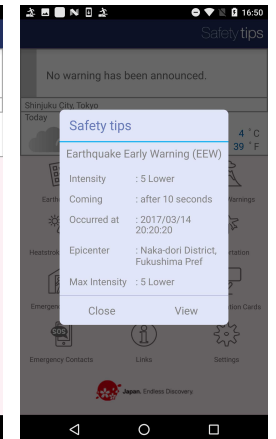 16:50
Safety tips
No warning has been announced.
Shinjuku City, Tokyo
Today
4 °C
39 °F
Safety tips
Earthquake Early Warning (EEW)
Intensity : 5 Lower
Coming : after 10 seconds
Occurred at : 2017/03/14
20:20:20
Epicenter : Naka-dori District,
Fukushima Pref
Max Intensity : 5 Lower
Close View
Earth
Warnings
Heatstrok
rtation
Emergen
tion Cards
SOS
Emergency Contacts Links Settings
Japan. Endless Discovery.